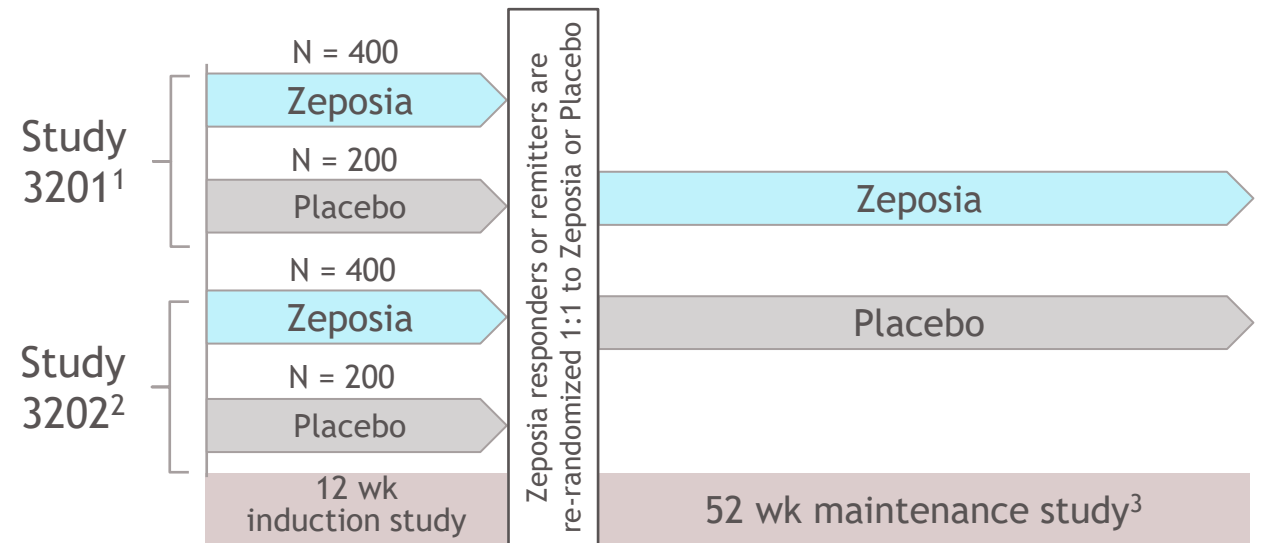 Study
3201¹
N = 400
Zeposia
N = 200
Placebo
Study
3202²
N = 400
Zeposia
N = 200
Placebo
12 wk
induction study
Zeposia responders or remitters are
re-randomized 1:1 to Zeposia or Placebo
Zeposia
Placebo
52 wk maintenance study³